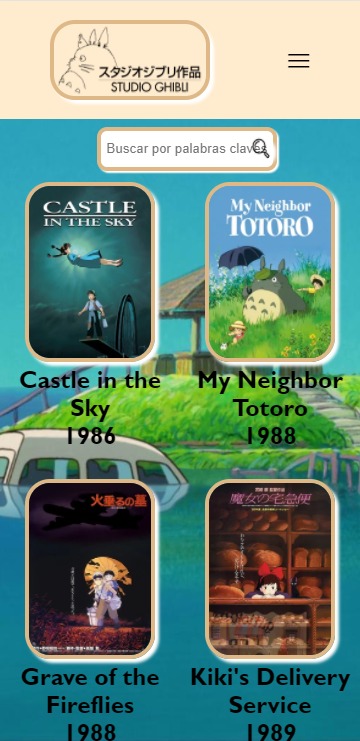 スタジオジブリ作品
STUDIO GHIBLI
Buscar por palabras claves
CASTLE
IN THE SKY
My Neighbor
TOTORO
Castle in the
Sky
1986
My Neighbor
Totoro
1988
火垂るの墓
魔女の宅急便
Grave of the
Fireflies
1988
Kiki's Delivery
Service
1989